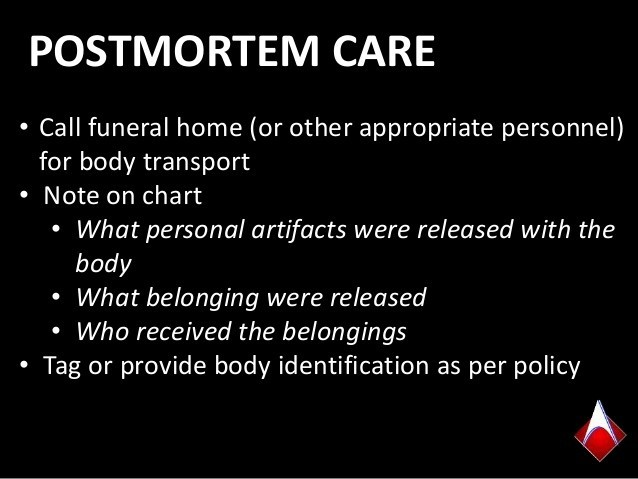 POSTMORTEM CARE
• Call funeral home (or other appropriate personnel)
for body transport
• Note on chart
• What personal artifacts were released with the
body
• What belonging were released
• Who received the belongings
• Tag or provide body identification as per policy